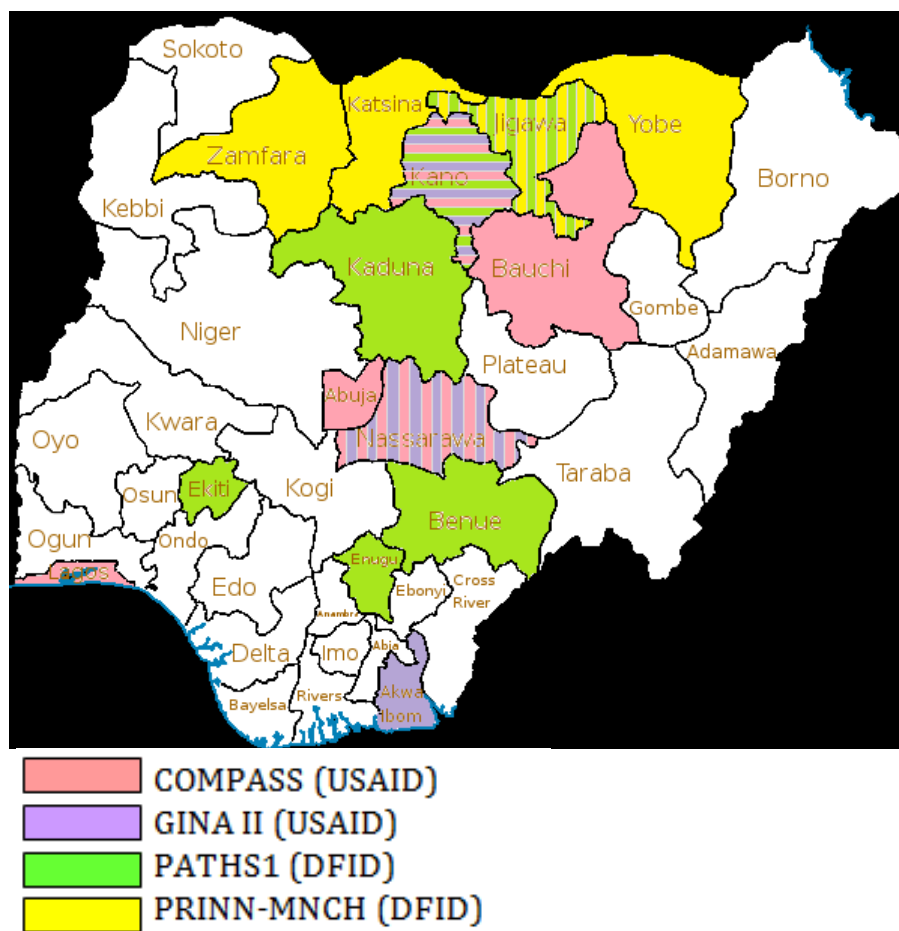 Sokoto
Katsina
Jigawa
Yobe
Zamfara
Kano
Borno
Kebbi
Kaduna
Bauchi
Gombe
Niger
Adamawa
Plateau
Abuja
Kwara
Nassarawa
Oyo
Taraba
Osun
Ekiti
Kogi
Benue
Ogun
Ondo
Enugu
Lagos
Edo
Ebonyi
Cross
River
Anambra
Delta
Imo
Abia
Bayelsa
Rivers
Akwa
Ibom
COMPASS (USAID)
GINA II (USAID)
PATHS1 (DFID)
PRINN-MNCH (DFID)